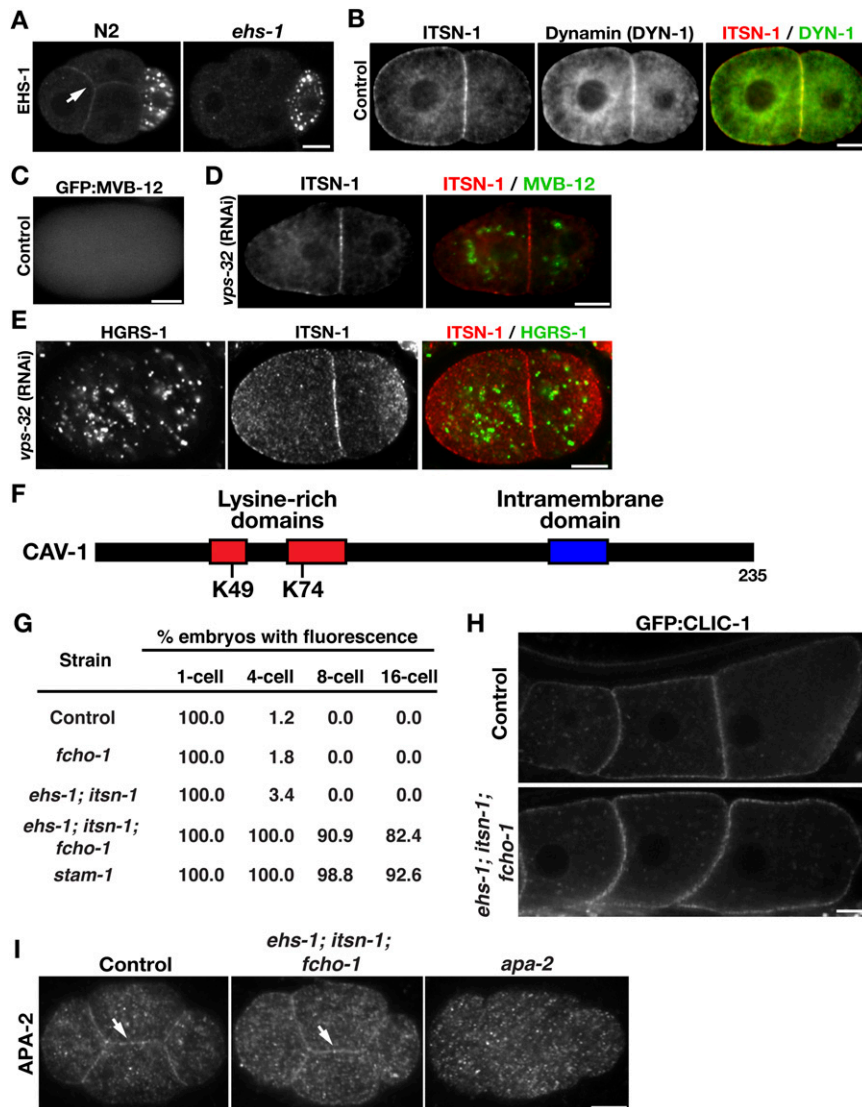 A
N2
ehs-1
EHS-1
B
ITSN-1
Dynamin (DYN-1)
ITSN-1 / DYN-1
Control
C
GFP:MVB-12
Control
D
ITSN-1
ITSN-1 / MVB-12
vps-32 (RNAi)
E
HGRS-1
ITSN-1
ITSN-1 / HGRS-1
vps-32 (RNAi)
F
Lysine-rich
domains
Intramembrane
domain
CAV-1
235
K49
K74
G
% embryos with fluorescence
Strain
1-cell 4-cell 8-cell 16-cell
Control 100.0 1.2 0.0 0.0
fcho-1 100.0 1.8 0.0 0.0
ehs-1; itsn-1 100.0 3.4 0.0 0.0
ehs-1; itsn-1;
fcho-1 100.0 100.0 90.9 82.4
stam-1 100.0 100.0 98.8 92.6
H
GFP:CLIC-1
Control
ehs-1; itsn-1;
fcho-1
I
Control
ehs-1; itsn-1;
fcho-1
apa-2
APA-2